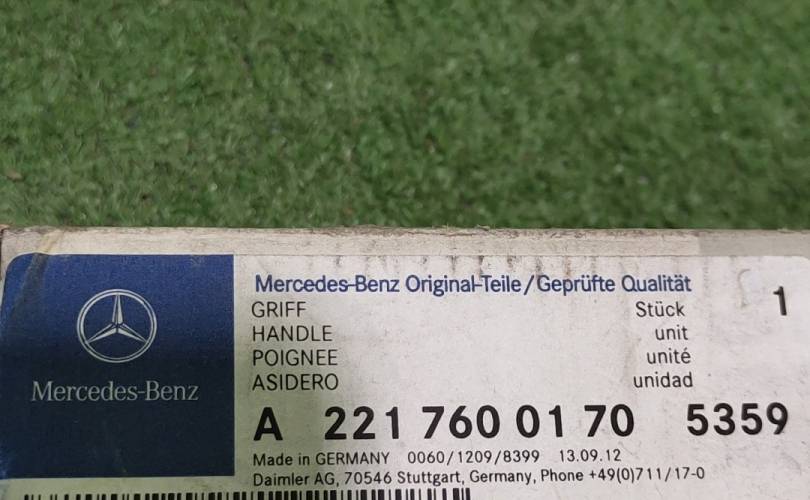 Mercedes-Benz
Mercedes-Benz Original-Teile/Geprüfte Qualität
GRIFF Stück 1
HANDLE unit
POIGNEE unité
ASIDERO unidad
A 221 760 01 70 5359
Made in GERMANY 0060/1209/8399 13.09.12
Daimler AG, 70546 Stuttgart, Germany, Phone +49(0)711/17-0